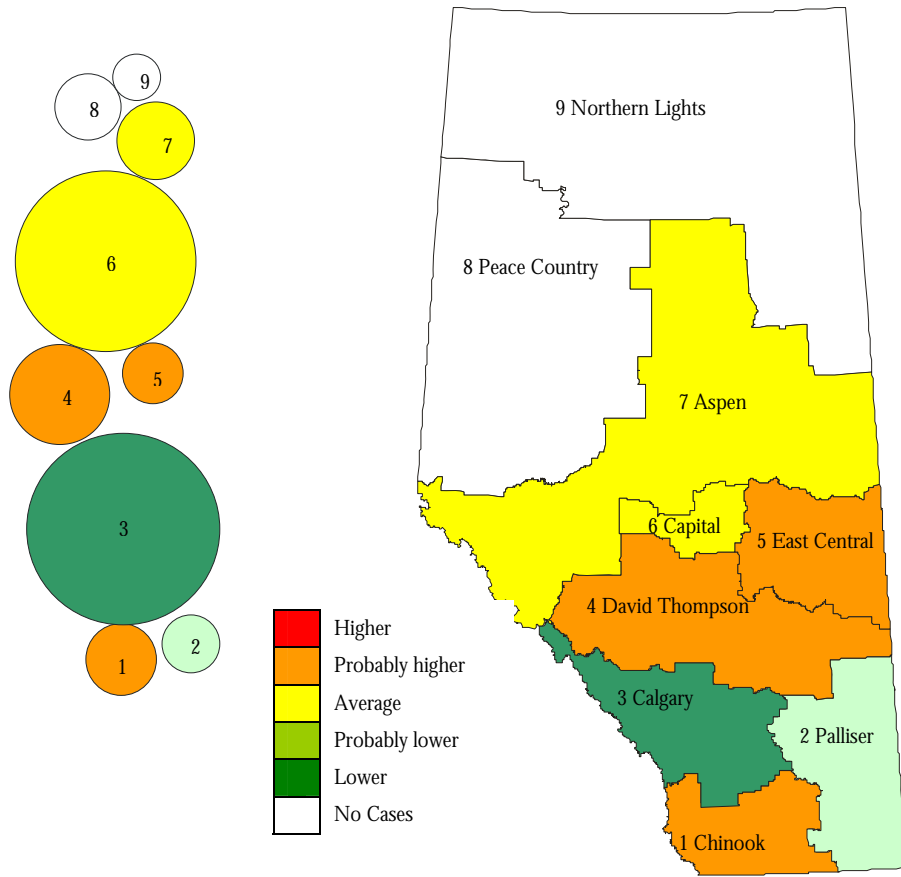 9
8
7
6
5
4
3
2
1
9 Northern Lights
8 Peace Country
7 Aspen
6 Capital
5 East Central
4 David Thompson
3 Calgary
2 Palliser
1 Chinook
Higher
Probably higher
Average
Probably lower
Lower
No Cases